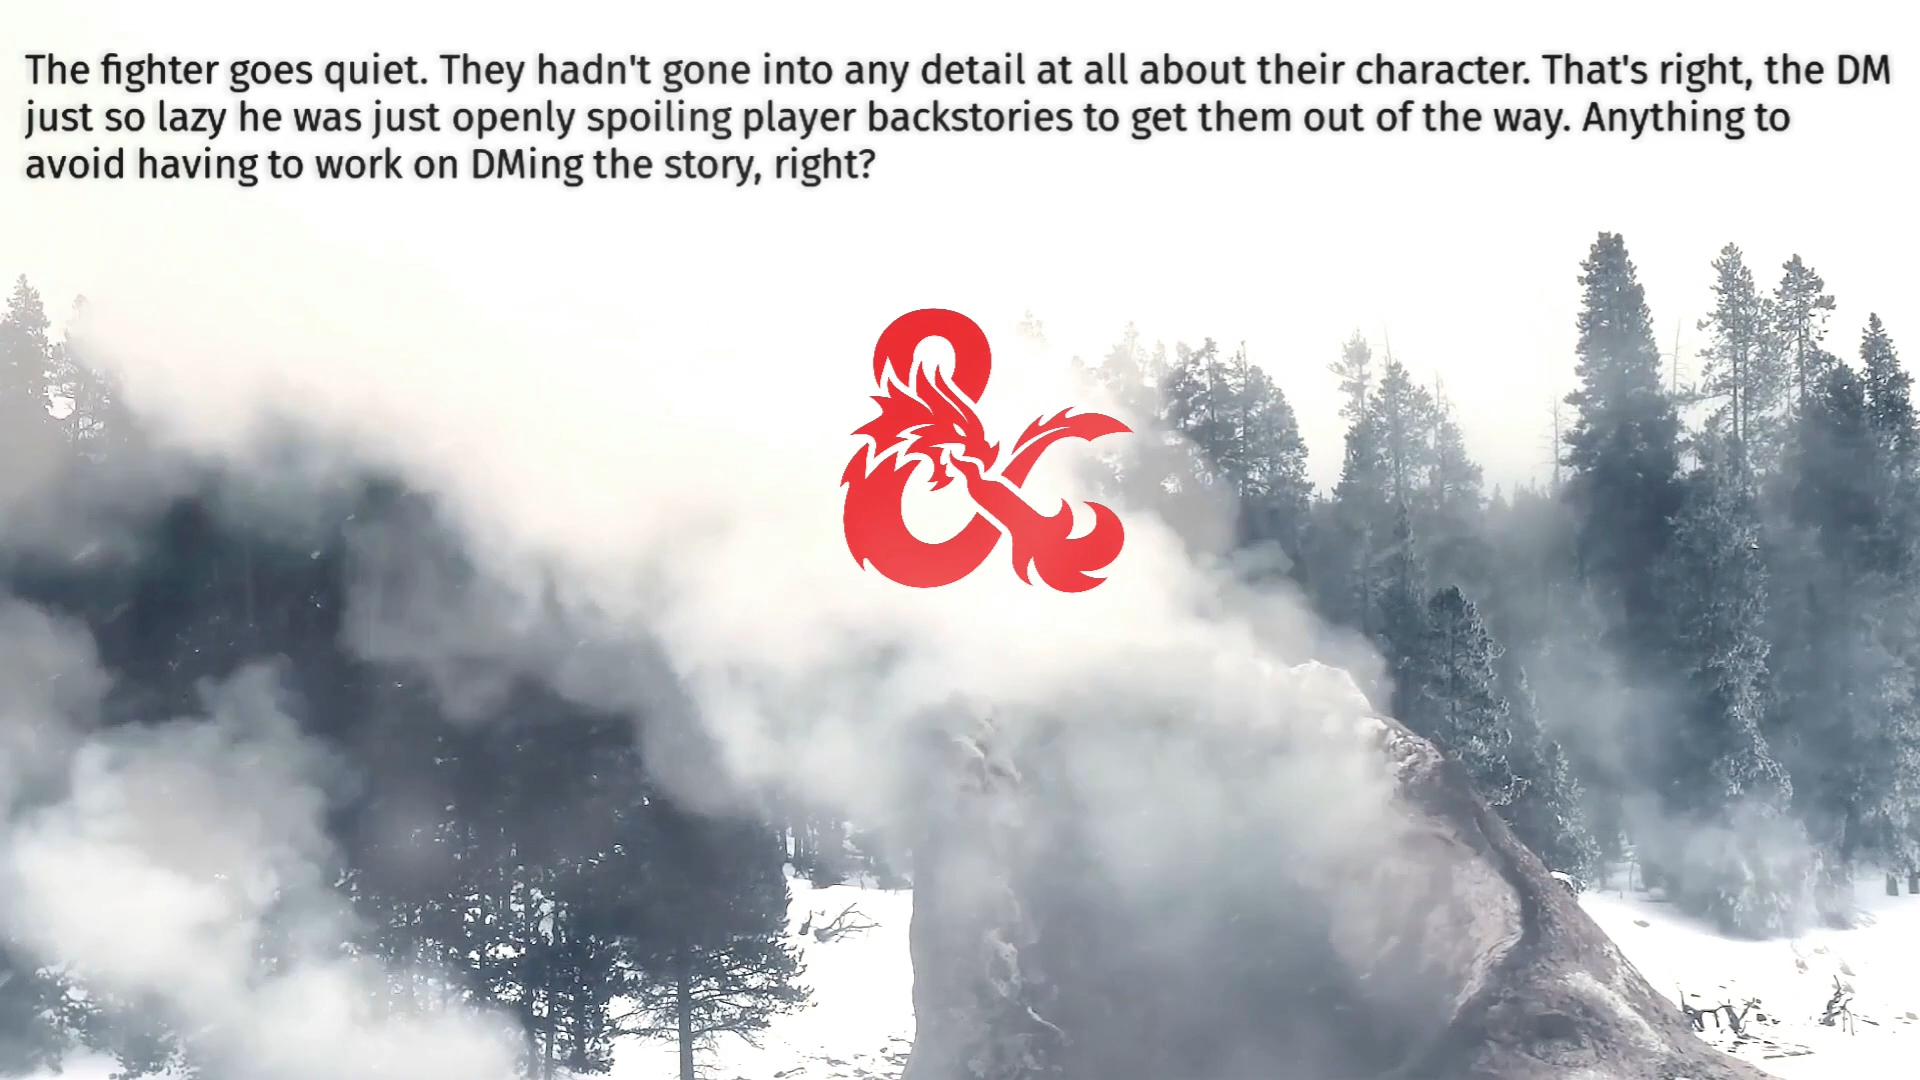 The fighter goes quiet. They hadn't gone into any detail at all about their character. That's right, the DM
just so lazy he was just openly spoiling player backstories to get them out of the way. Anything to
avoid having to work on DMing the story, right?